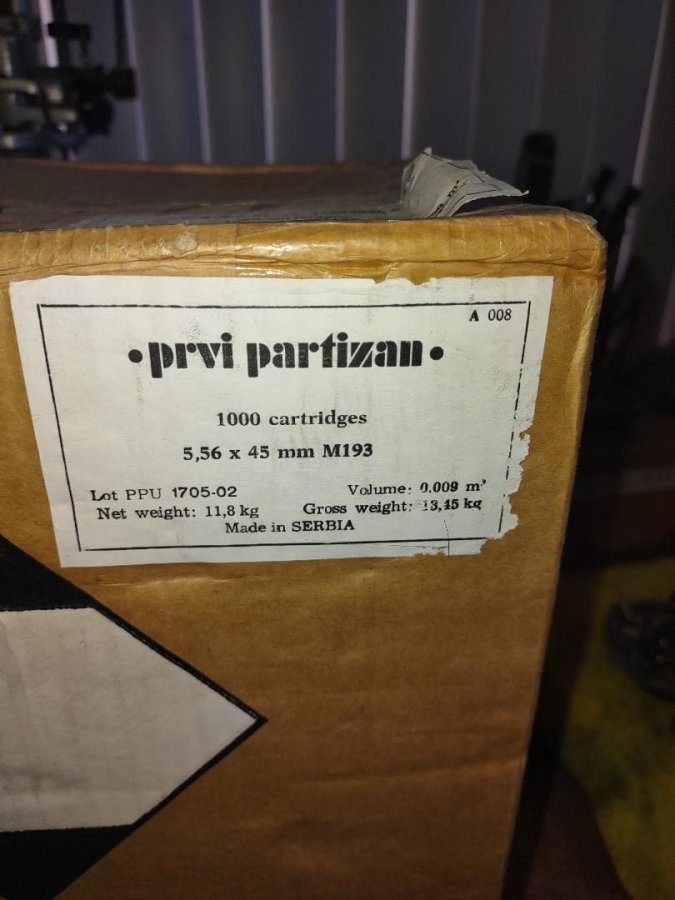 A 008
•prvi partizan•
1000 cartridges
5,56 x 45 mm M193
Lot PPU 1705-02 Volume: 0.009 m³
Net weight: 11,8 kg Gross weight: 13,45 kg
Made in SERBIA